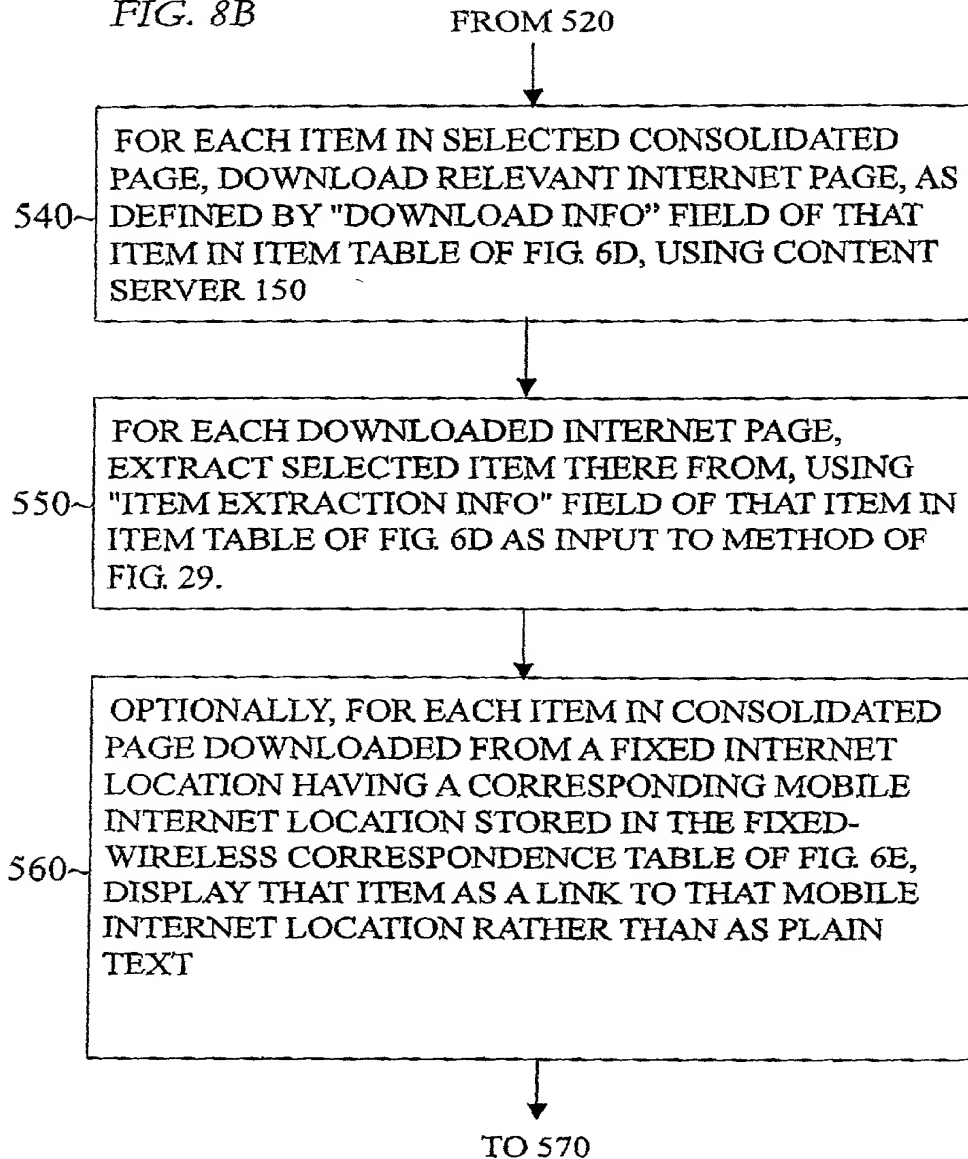 FIG. 8B
FROM 520
540~
FOR EACH ITEM IN SELECTED CONSOLIDATED
PAGE, DOWNLOAD RELEVANT INTERNET PAGE, AS
DEFINED BY "DOWNLOAD INFO" FIELD OF THAT
ITEM IN ITEM TABLE OF FIG. 6D, USING CONTENT
SERVER 150
550~
FOR EACH DOWNLOADED INTERNET PAGE,
EXTRACT SELECTED ITEM THERE FROM, USING
"ITEM EXTRACTION INFO" FIELD OF THAT ITEM IN
ITEM TABLE OF FIG. 6D AS INPUT TO METHOD OF
FIG. 29.
560~
OPTIONALLY, FOR EACH ITEM IN CONSOLIDATED
PAGE DOWNLOADED FROM A FIXED INTERNET
LOCATION HAVING A CORRESPONDING MOBILE
INTERNET LOCATION STORED IN THE FIXED-
WIRELESS CORRESPONDENCE TABLE OF FIG. 6E,
DISPLAY THAT ITEM AS A LINK TO THAT MOBILE
INTERNET LOCATION RATHER THAN AS PLAIN
TEXT
TO 570